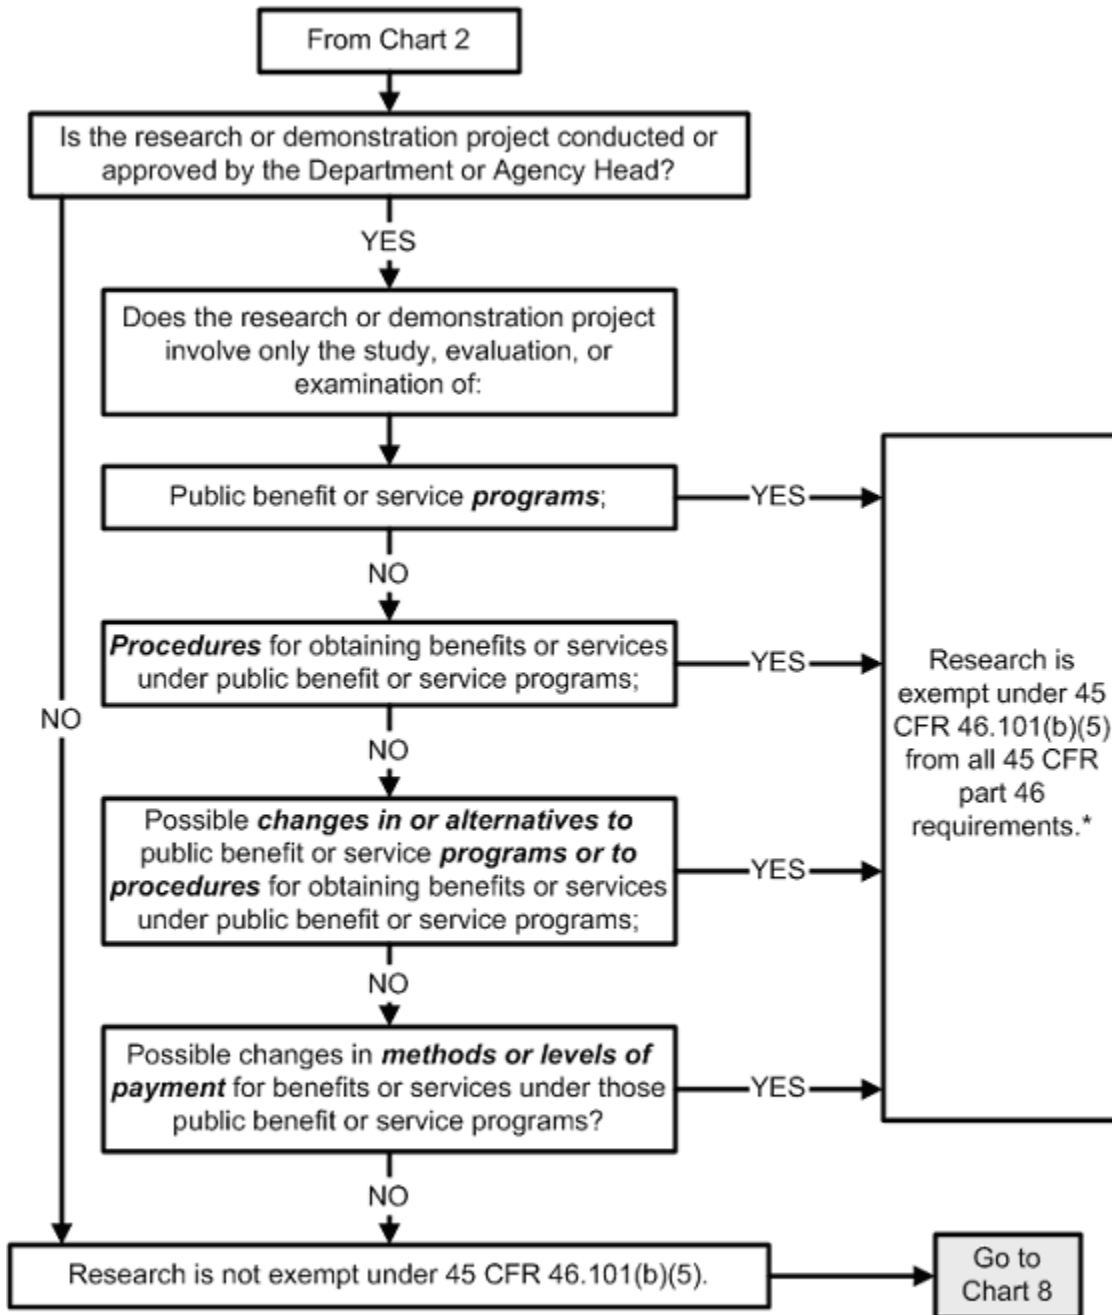 From Chart 2
Is the research or demonstration project conducted or
approved by the Department or Agency Head?
YES
Does the research or demonstration project
involve only the study, evaluation, or
examination of:
Public benefit or service programs;
YES
NO
Procedures for obtaining benefits or services
under public benefit or service programs;
YES
Research is
exempt under 45
CFR 46.101(b)(5)
from all 45 CFR
part 46
requirements.*
NO
NO
Possible changes in or alternatives to
public benefit or service programs or to
procedures for obtaining benefits or services
under public benefit or service programs;
YES
NO
Possible changes in methods or levels of
payment for benefits or services under those
public benefit or service programs?
YES
NO
Research is not exempt under 45 CFR 46.101(b)(5).
Go to
Chart 8